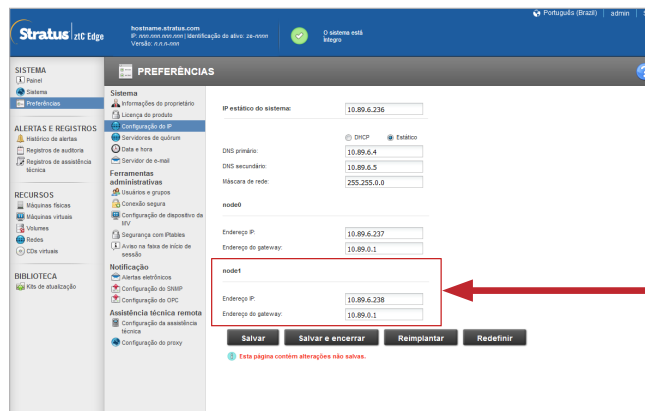 Português (Brazil) admin
Stratus ztC Edge
hostname.stratus.com
IP: nnn.nnn.nnn.nnn | Identificação do ativo: ze-nnnn
Versão: n.n.n-nnn
O sistema está
íntegro
SISTEMA
Painel
Sistema
Preferências
ALERTAS E REGISTROS
Histórico de alertas
Registros de auditoria
Registros de assistência
técnica
RECURSOS
Máquinas físicas
Máquinas virtuais
Volumes
Redes
CDs virtuais
BIBLIOTECA
Kits de atualização
PREFERÊNCIAS
Sistema
Informações do proprietário
Licença do produto
Configuração do IP
Servidores de quórum
Data e hora
Servidor de e-mail
Ferramentas
administrativas
Usuários e grupos
Conexão segura
Configuração de dispositivo da
MV
Segurança com IPtables
Aviso na faixa de início de
sessão
Notificação
Alertas eletrônicos
Configuração do SNMP
Configuração do OPC
Assistência técnica remota
Configuração da assistência
técnica
Configuração do proxy
IP estático do sistema: 10.89.6.236
DHCP Estático
DNS primário: 10.89.6.4
DNS secundário: 10.89.6.5
Máscara de rede: 255.255.0.0
node0
Endereço IP: 10.89.6.237
Endereço do gateway: 10.89.0.1
node1
Endereço IP: 10.89.6.238
Endereço do gateway: 10.89.0.1
Salvar Salvar e encerrar Reimplantar Redefinir
Esta página contém alterações não salvas.